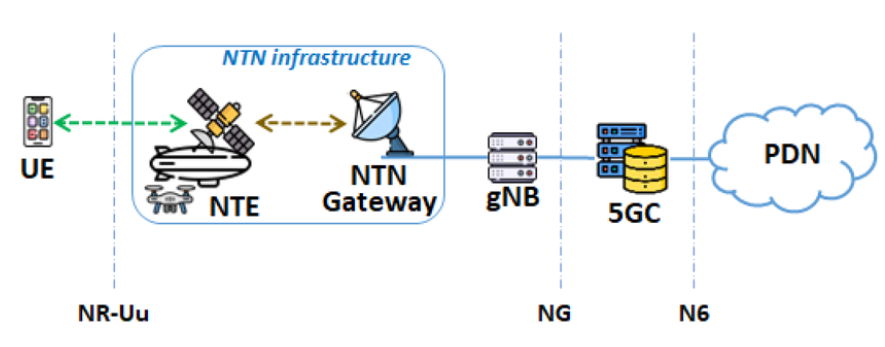 NTN infrastructure
UE
NTE
NTN
Gateway
gNB
5GC
PDN
NR-Uu
NG
N6